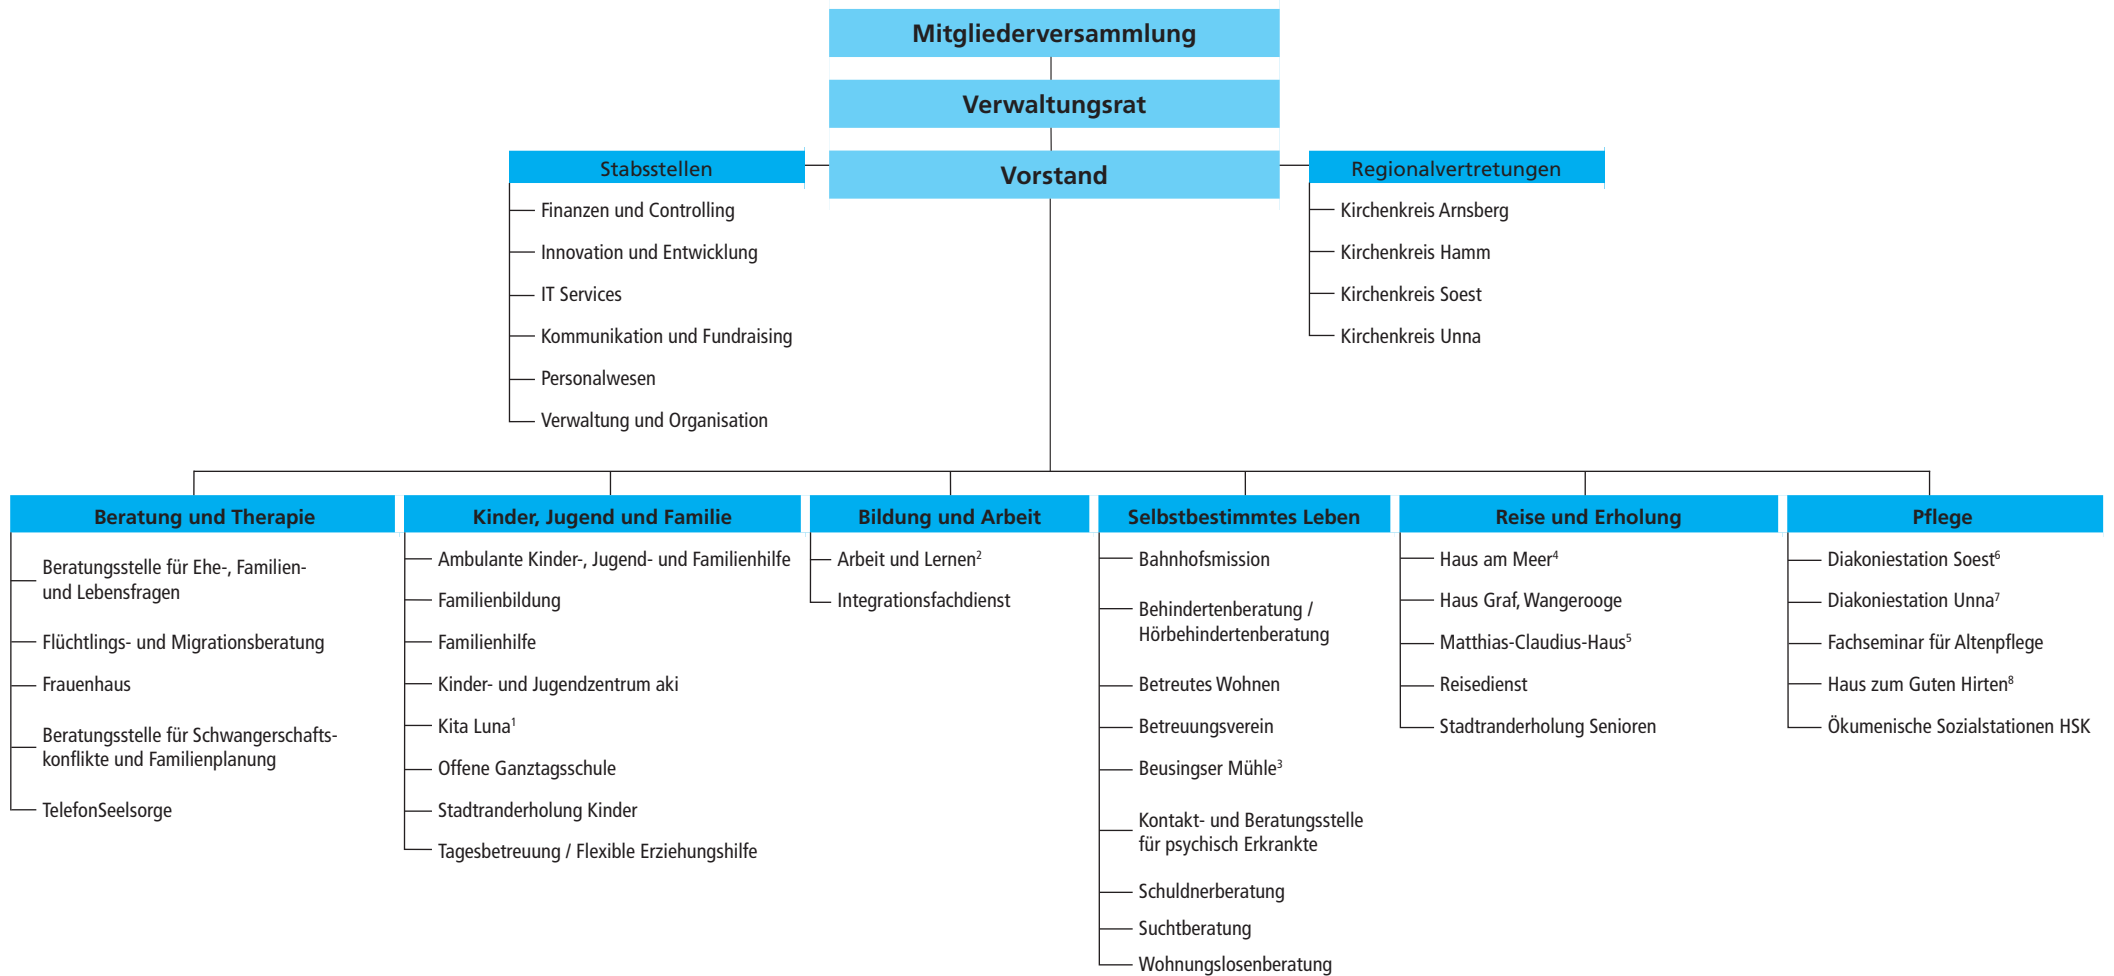 Mitgliederversammlung
Verwaltungsrat
Vorstand
Stabsstellen
Finanzen und Controlling
Innovation und Entwicklung
IT Services
Kommunikation und Fundraising
Personalwesen
Verwaltung und Organisation
Regionalvertretungen
Kirchenkreis Arnsberg
Kirchenkreis Hamm
Kirchenkreis Soest
Kirchenkreis Unna
Beratung und Therapie
Beratungsstelle für Ehe-, Familien-
und Lebensfragen
Flüchtlings- und Migrationsberatung
Frauenhaus
Beratungsstelle für Schwangerschafts-
konflikte und Familienplanung
TelefonSeelsorge
Kinder, Jugend und Familie
Ambulante Kinder-, Jugend- und Familienhilfe
Familienbildung
Familienhilfe
Kinder- und Jugendzentrum aki
Kita Luna¹
Offene Ganztagsschule
Stadtranderholung Kinder
Tagesbetreuung / Flexible Erziehungshilfe
Bildung und Arbeit
Arbeit und Lernen²
Integrationsfachdienst
Selbstbestimmtes Leben
Bahnhofsmission
Behindertenberatung /
Hörbehindertenberatung
Betreutes Wohnen
Betreuungsverein
Beusingser Mühle³
Kontakt- und Beratungsstelle
für psychisch Erkrankte
Schuldnerberatung
Suchtberatung
Wohnungslosenberatung
Reise und Erholung
Haus am Meer⁴
Haus Graf, Wangerooge
Matthias-Claudius-Haus⁵
Reisedienst
Stadtranderholung Senioren
Pflege
Diakoniestation Soest⁶
Diakoniestation Unna⁷
Fachseminar für Altenpflege
Haus zum Guten Hirten⁸
Ökumenische Sozialstationen HSK